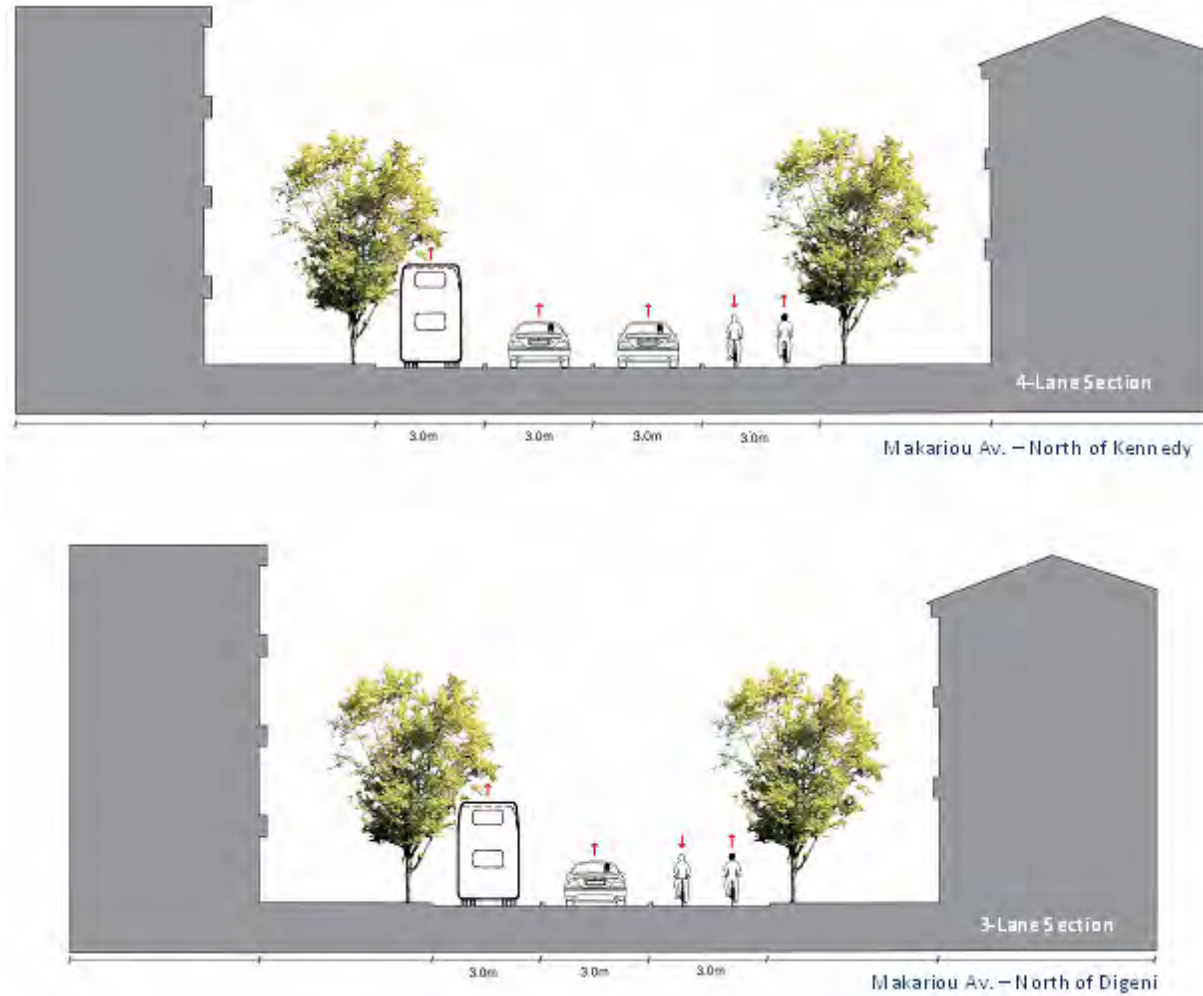 4-Lane Section
3.0m 3.0m 3.0m 3.0m
Makariou Av. – North of Kennedy
3-Lane Section
3.0m 3.0m 3.0m
Makariou Av. – North of Digeni